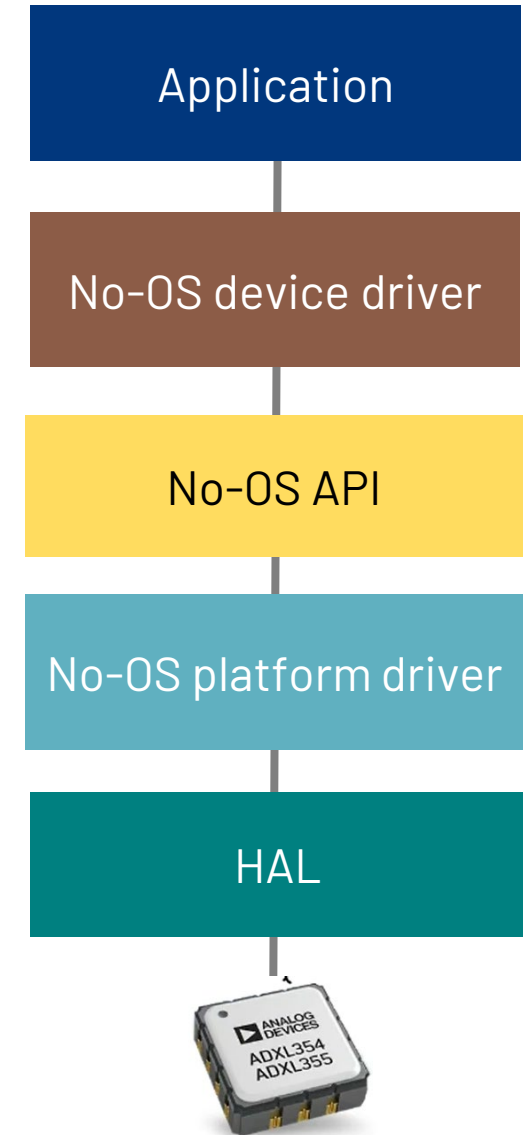 Application
No-OS device driver
No-OS API
No-OS platform driver
HAL
ANALOG
DEVICES
ADXL354
ADXL355